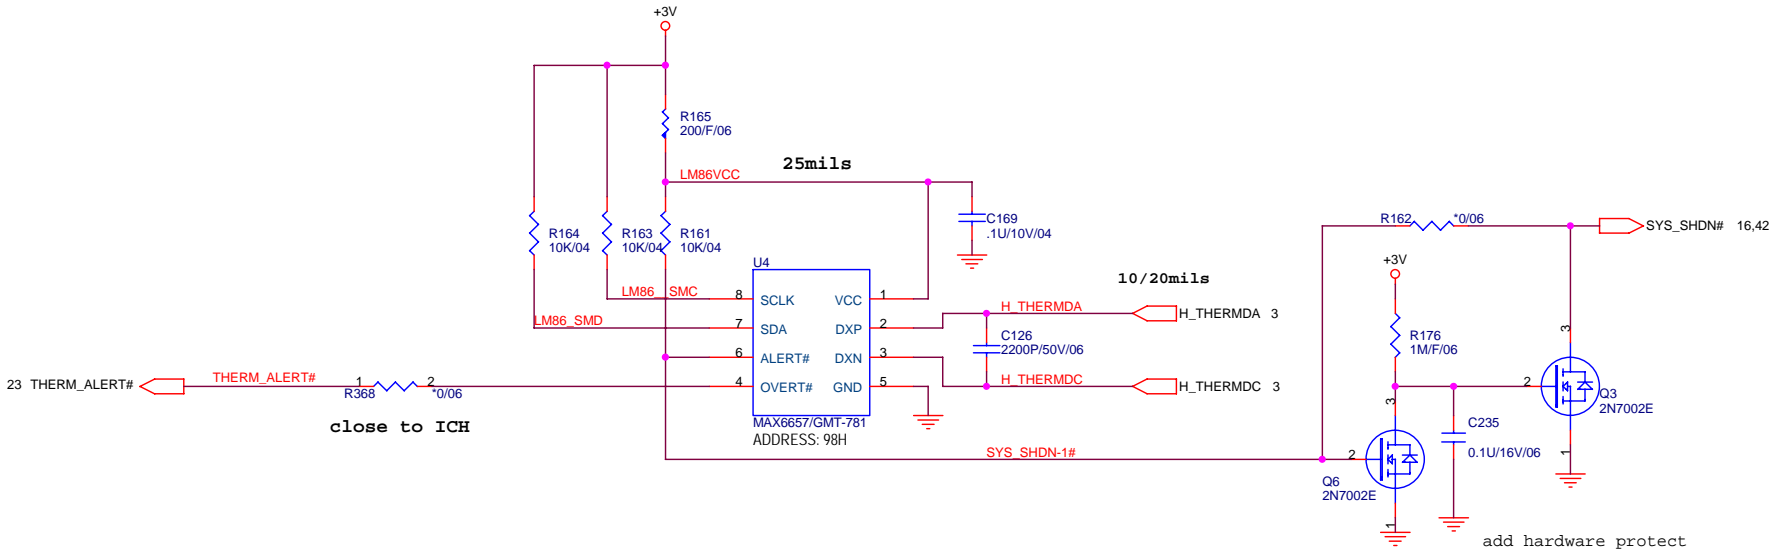 +3V
R165
200/F/06
25mils
LM86VCC
C169
.1U/10V/04
R164
10K/04
R163
10K/04
R161
10K/04
R162
*0/06
SYS_SHDN# 16,42
+3V
U4
10/20mils
LM86__SMC
8 SCLK
VCC 1
H_THERMDA
H_THERMDA 3
LM86_SMD
7 SDA
DXP 2
C126
2200P/50V/06
R176
1M/F/06
3
6 ALERT#
DXN 3
H_THERMDC
H_THERMDC 3
23 THERM_ALERT#
THERM_ALERT#
1
2
R368
*0/06
4 OVERT#
GND 5
2
Q3
2N7002E
3
close to ICH
MAX6657/GMT-781
ADDRESS: 98H
C235
0.1U/16V/06
1
SYS_SHDN-1#
2
Q6
2N7002E
1
add hardware protect